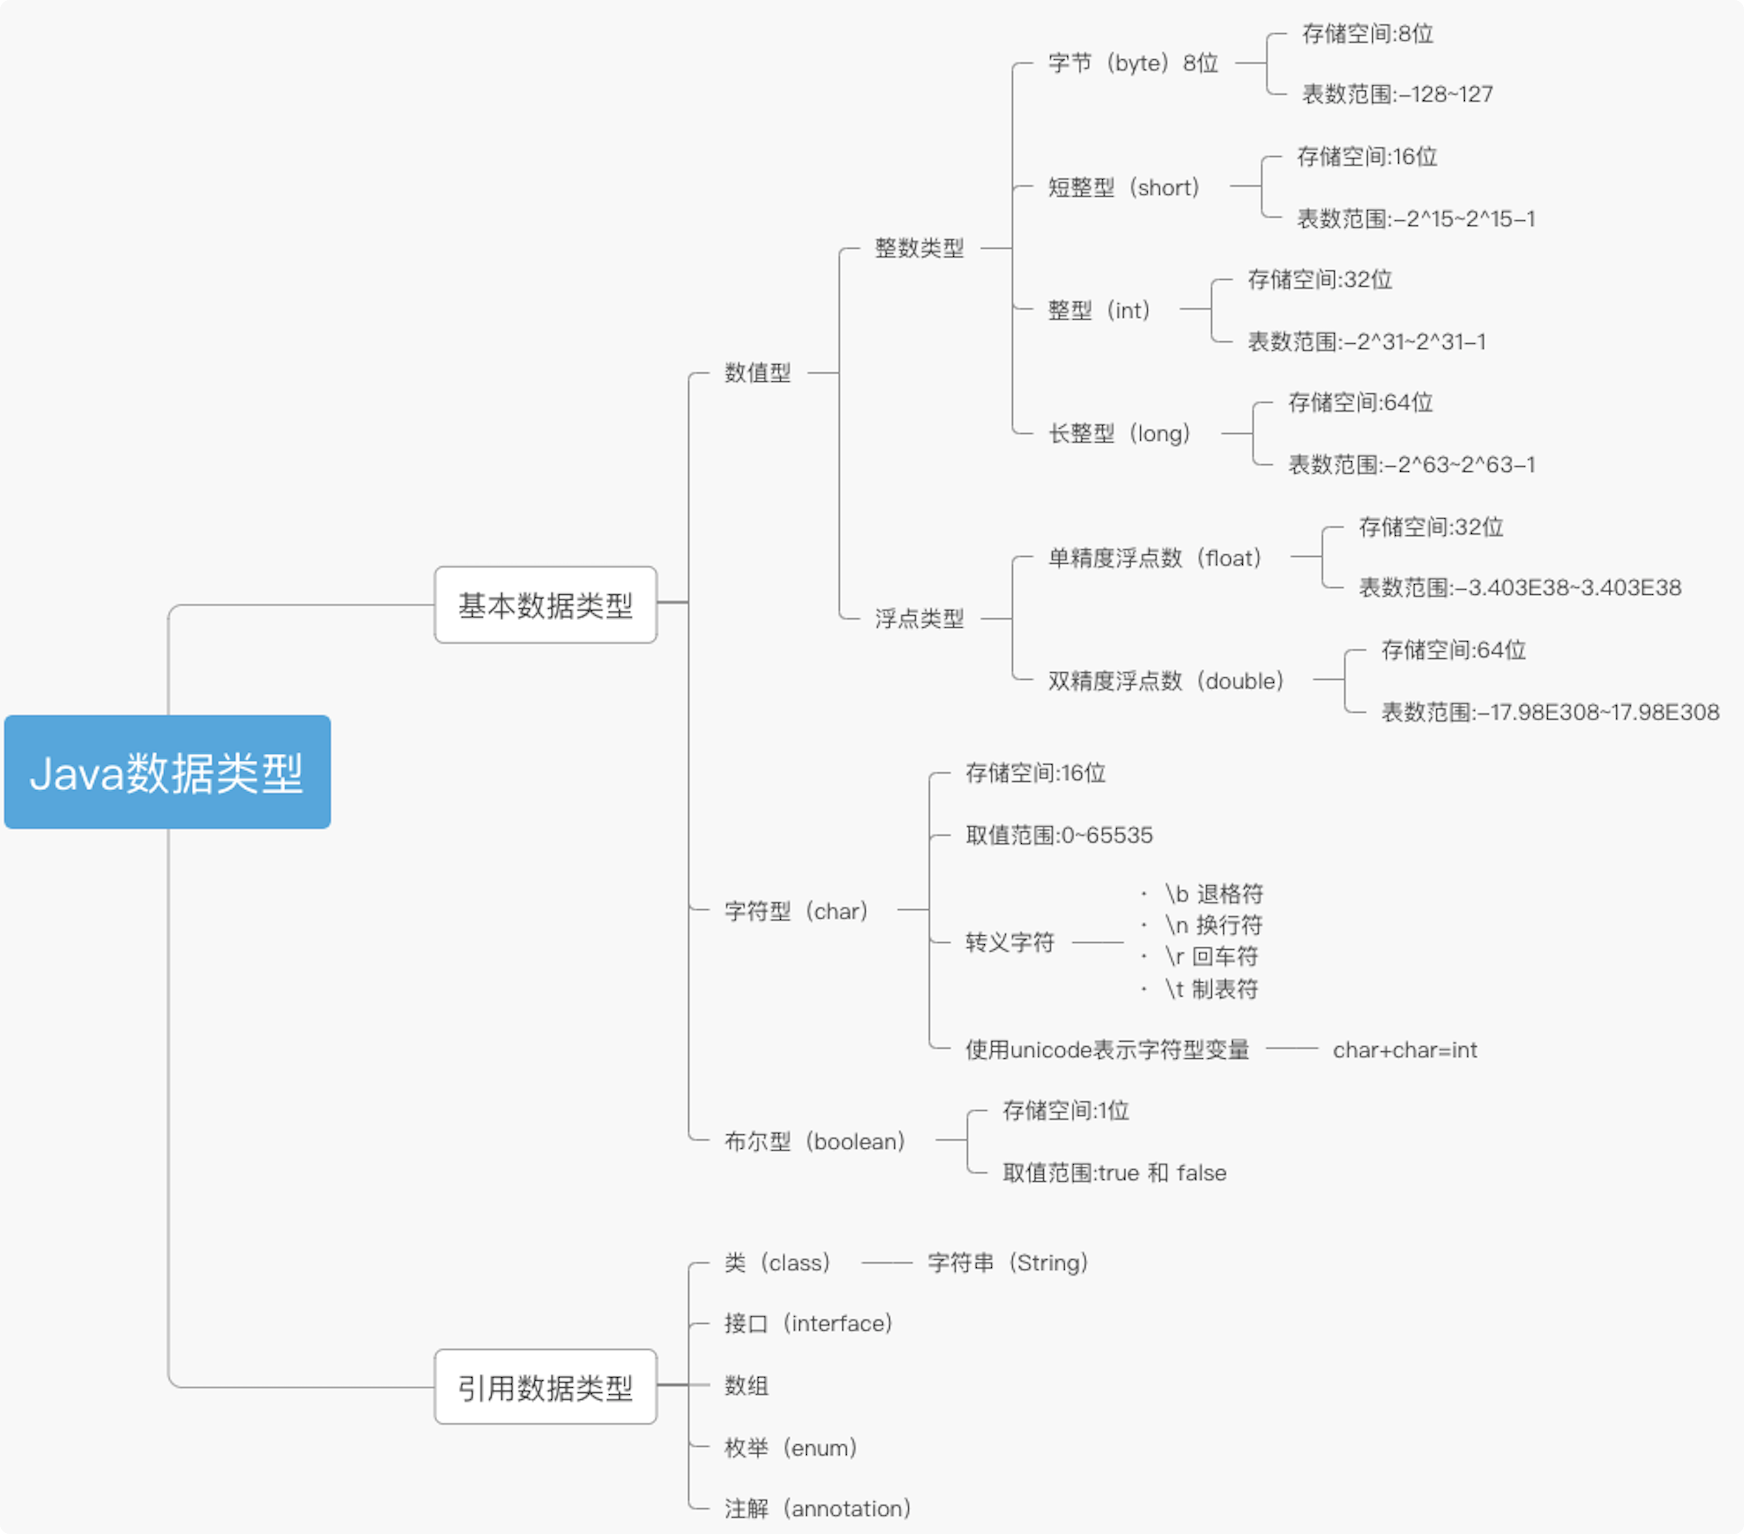 Java数据类型
基本数据类型
数值型
整数类型
字节（byte）8位
存储空间:8位
表数范围:-128~127
短整型（short）
存储空间:16位
表数范围:-2^15~2^15-1
整型（int）
存储空间:32位
表数范围:-2^31~2^31-1
长整型（long）
存储空间:64位
表数范围:-2^63~2^63-1
浮点类型
单精度浮点数（float）
存储空间:32位
表数范围:-3.403E38~3.403E38
双精度浮点数（double）
存储空间:64位
表数范围:-17.98E308~17.98E308
字符型（char）
存储空间:16位
取值范围:0~65535
转义字符
· \b 退格符
· \n 换行符
· \r 回车符
· \t 制表符
使用unicode表示字符型变量
char+char=int
布尔型（boolean）
存储空间:1位
取值范围:true 和 false
引用数据类型
类（class）
字符串（String）
接口（interface）
数组
枚举（enum）
注解（annotation）